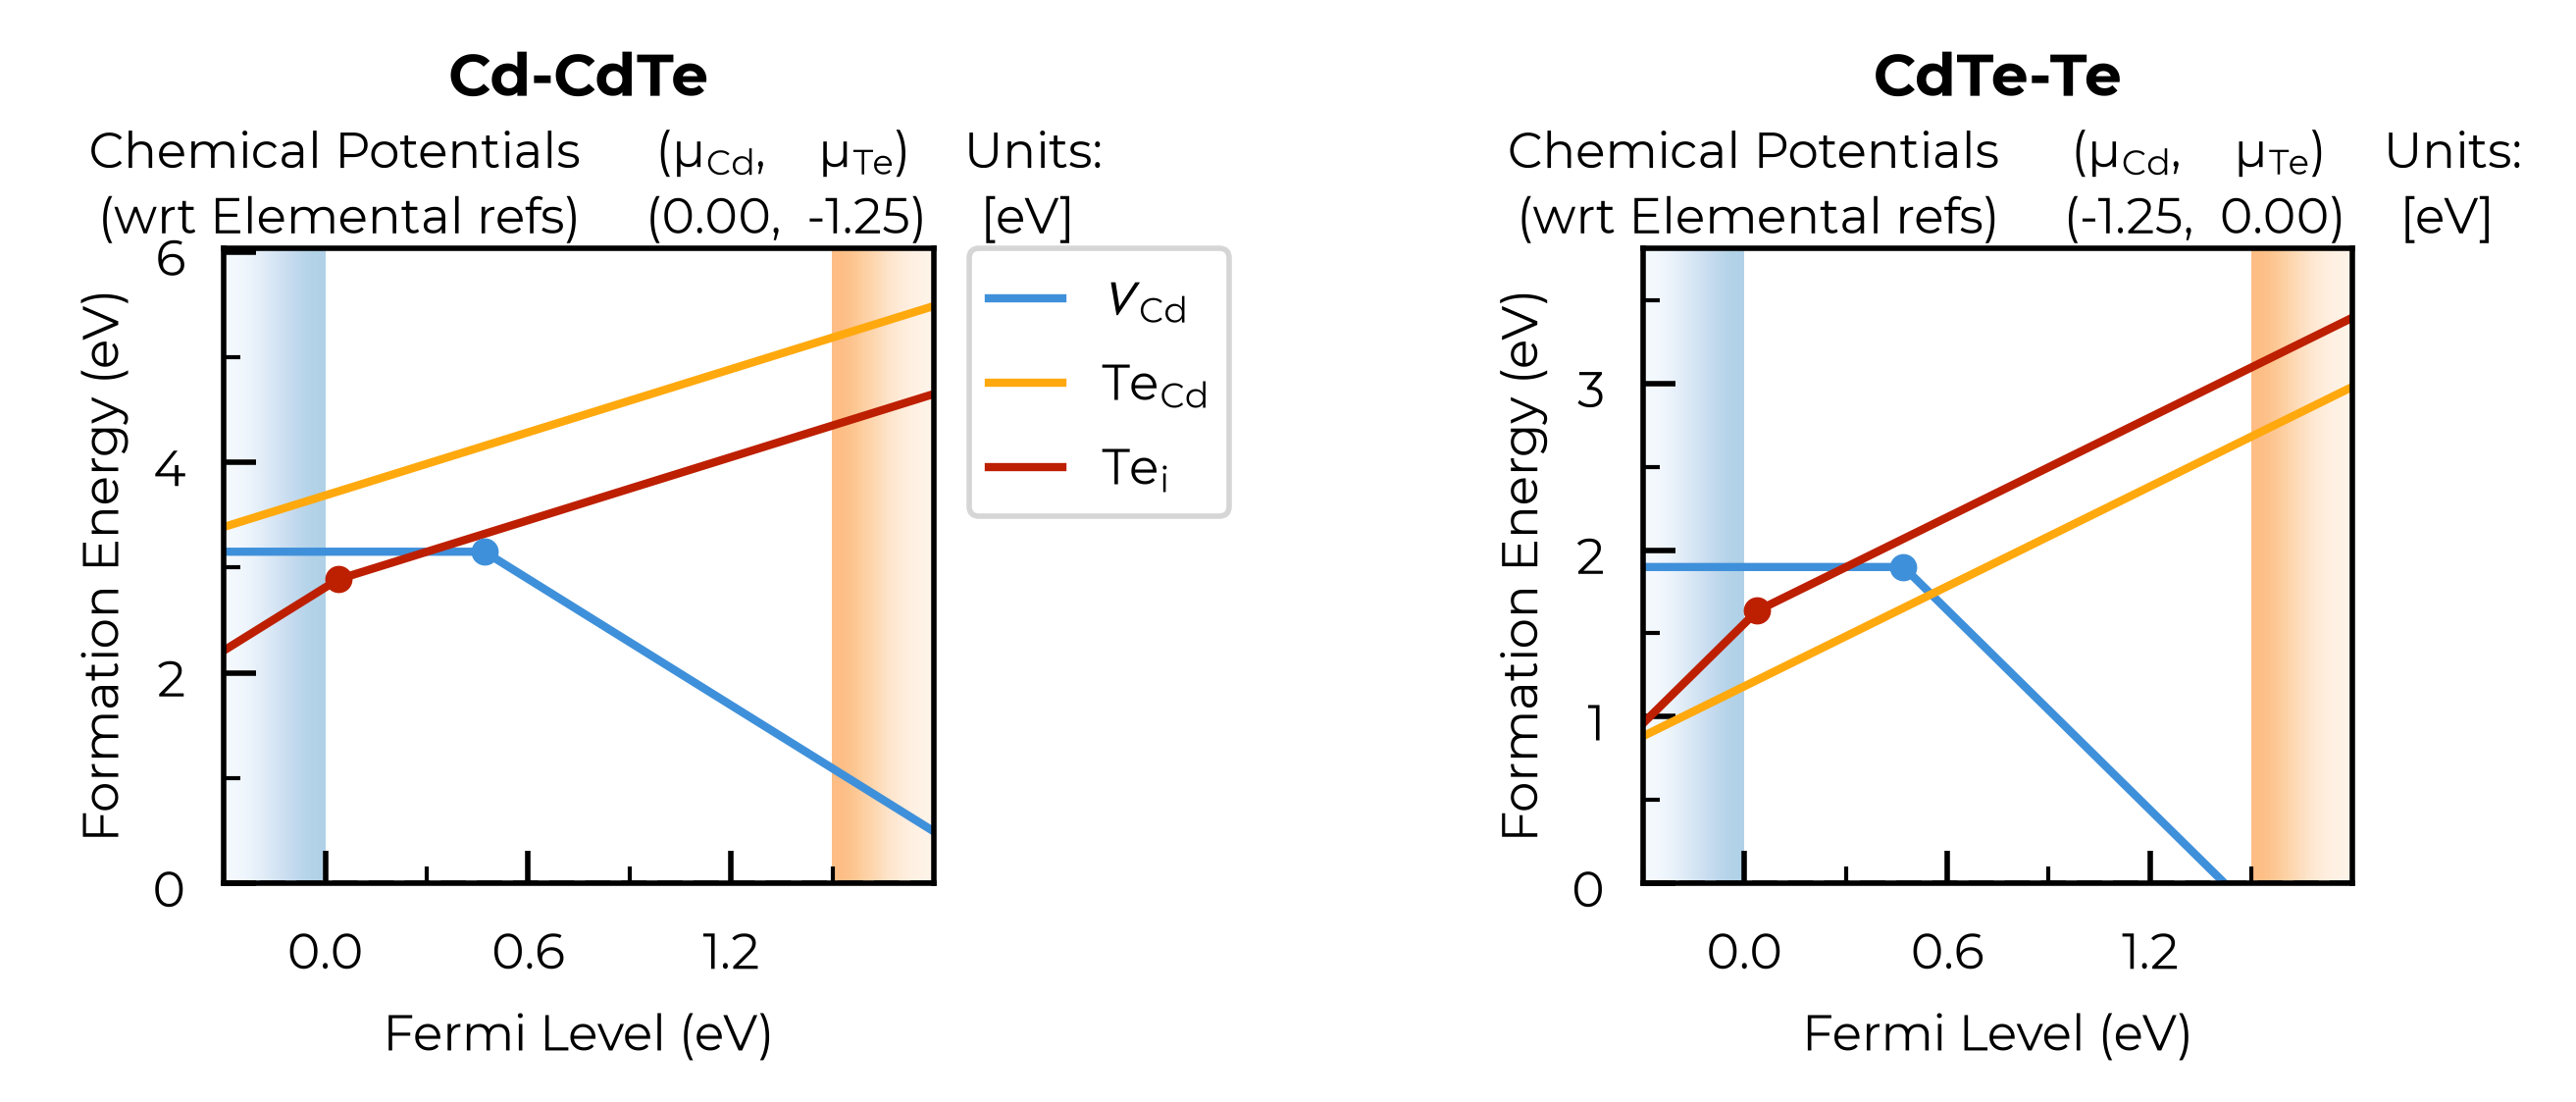 Cd-CdTe
Chemical Potentials (μCd, μTe) Units:
(wrt Elemental refs) (0.00, -1.25) [eV]
Formation Energy (eV)
6
4
2
0
0.0 0.6 1.2
Fermi Level (eV)
vCd
TeCd
Tei
CdTe-Te
Chemical Potentials (μCd, μTe) Units:
(wrt Elemental refs) (-1.25, 0.00) [eV]
Formation Energy (eV)
3
2
1
0
0.0 0.6 1.2
Fermi Level (eV)